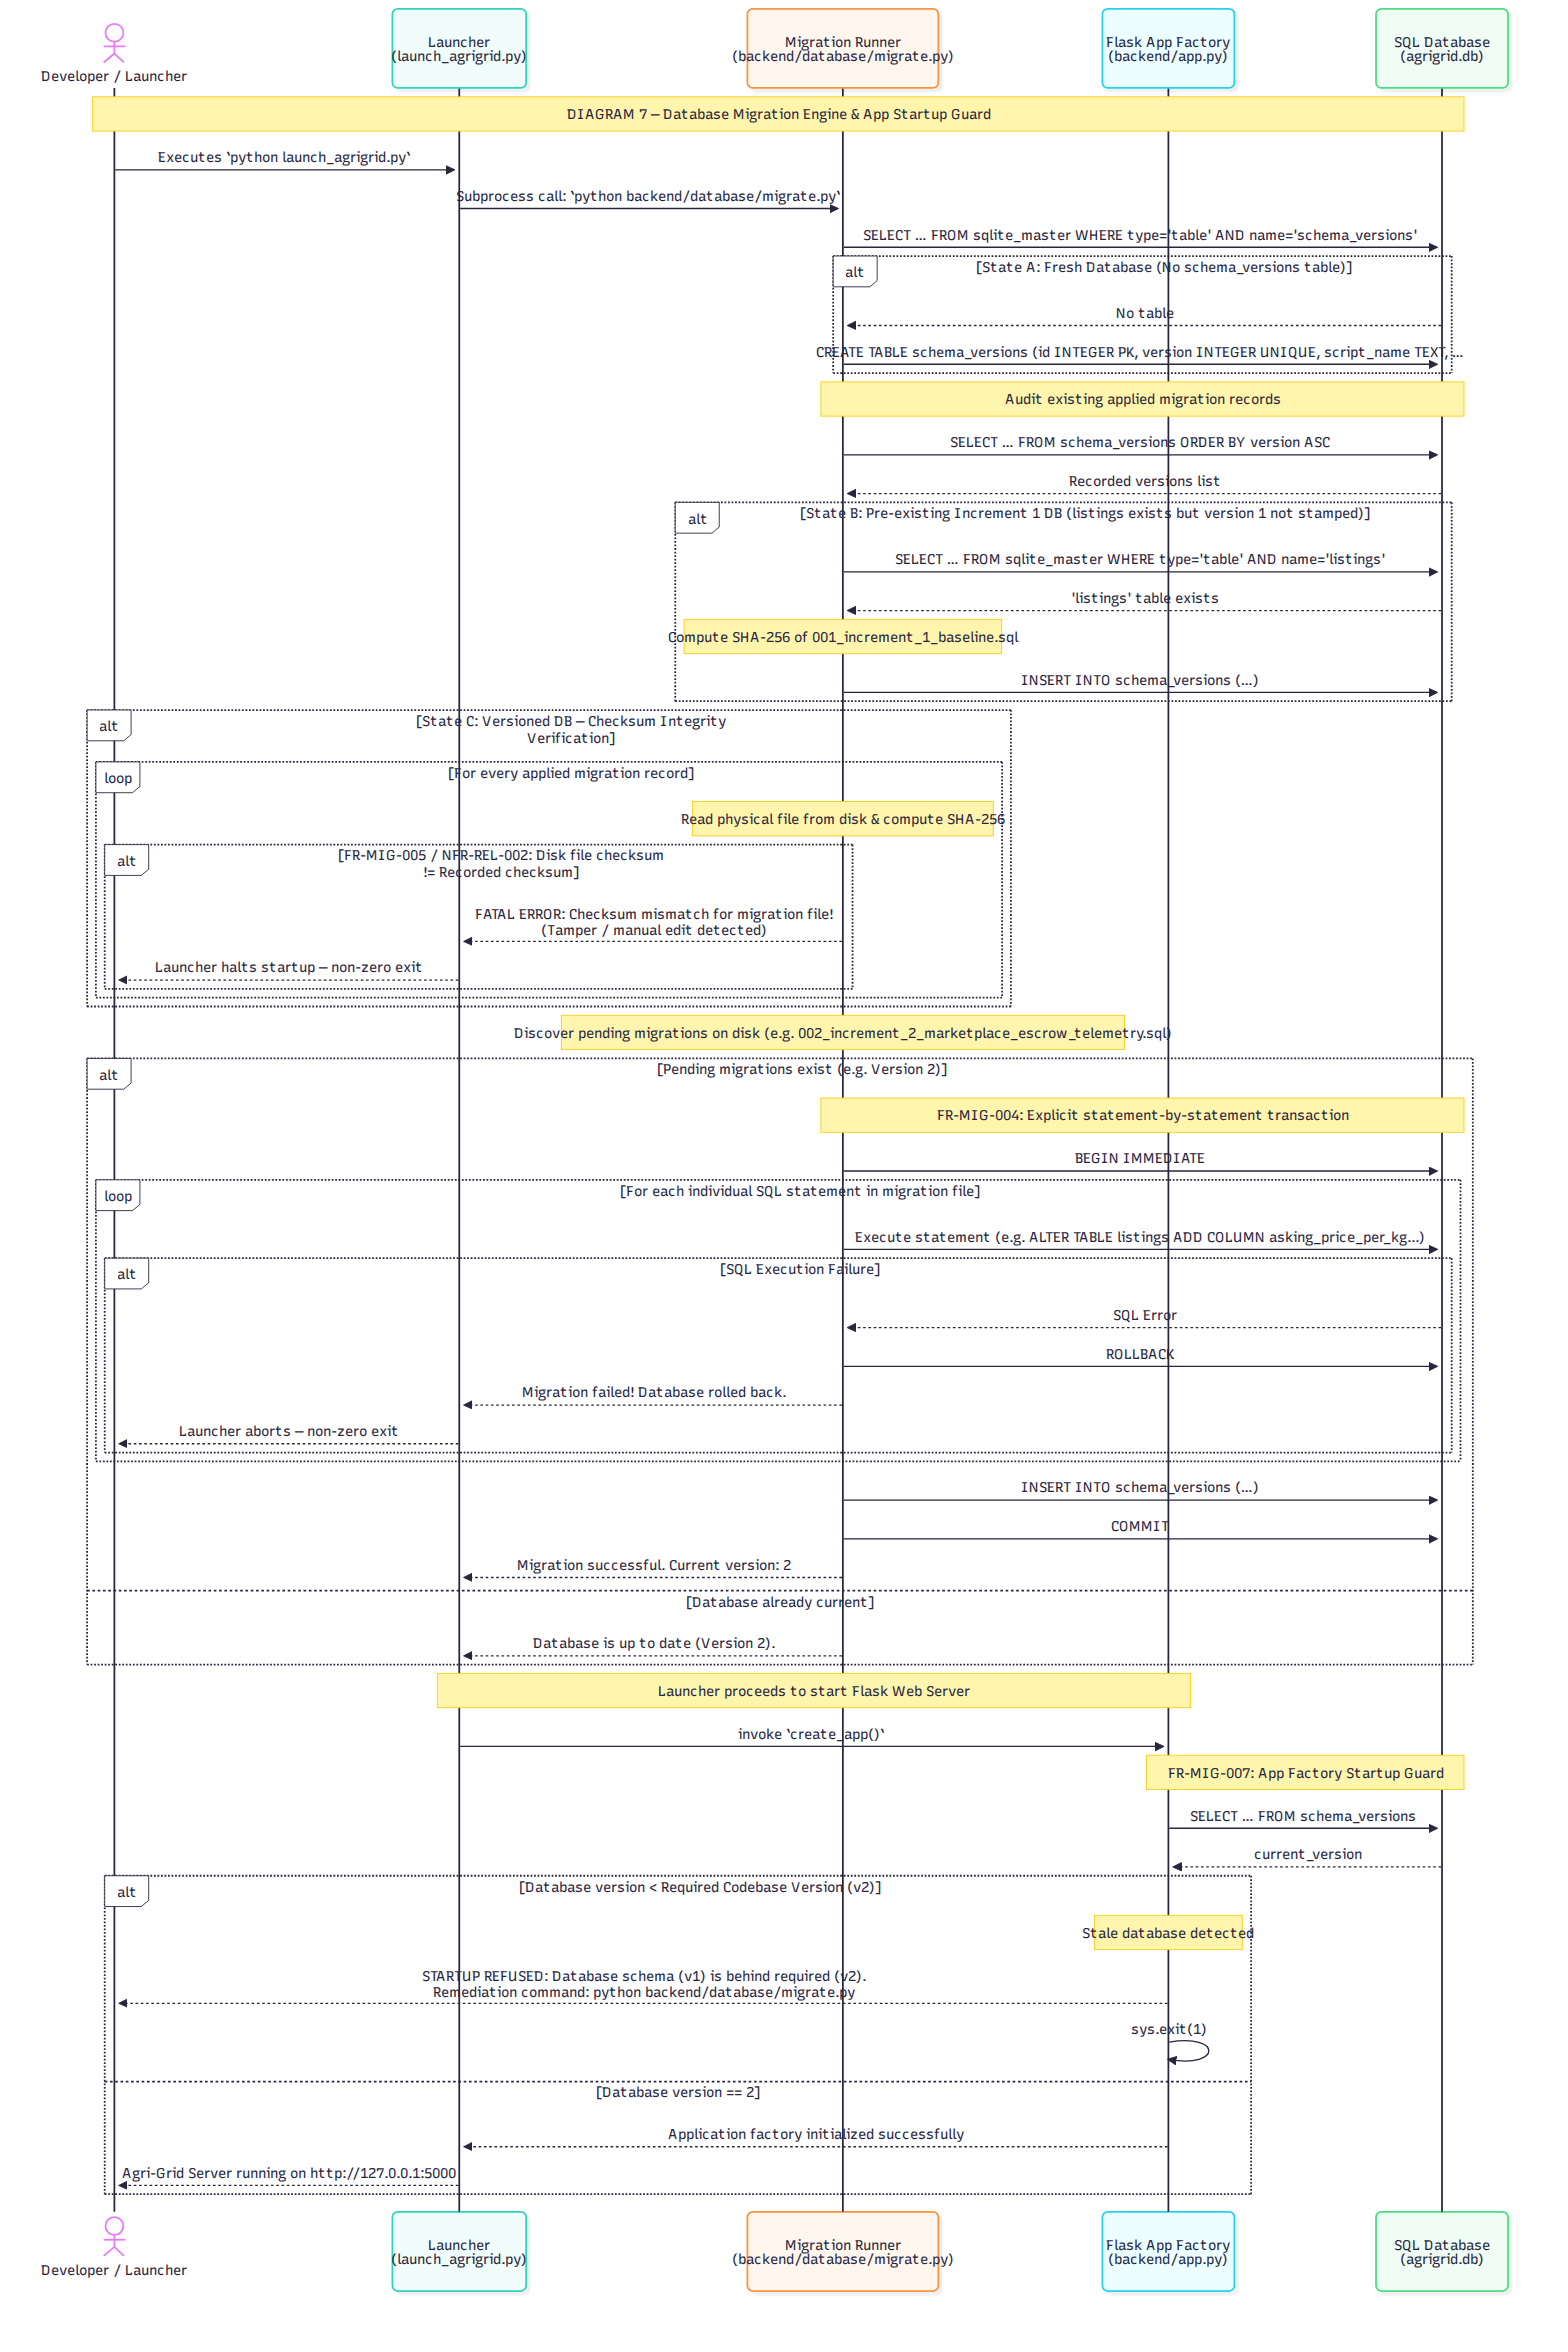 Developer / Launcher
Launcher
(launch_agrigrid.py)
Migration Runner
(backend/database/migrate.py)
Flask App Factory
(backend/app.py)
SQL Database
(agrigrid.db)
DIAGRAM 7 — Database Migration Engine & App Startup Guard
Executes `python launch_agrigrid.py`
Subprocess call: `python backend/database/migrate.py`
SELECT ... FROM sqlite_master WHERE type='table' AND name='schema_versions'
alt
[State A: Fresh Database (No schema_versions table)]
No table
CREATE TABLE schema_versions (id INTEGER PK, version INTEGER UNIQUE, script_name TEXT, ...
Audit existing applied migration records
SELECT ... FROM schema_versions ORDER BY version ASC
Recorded versions list
alt
[State B: Pre-existing Increment 1 DB (listings exists but version 1 not stamped)]
SELECT ... FROM sqlite_master WHERE type='table' AND name='listings'
'listings' table exists
Compute SHA-256 of 001_increment_1_baseline.sql
INSERT INTO schema_versions (...)
alt
[State C: Versioned DB — Checksum Integrity
Verification]
loop
[For every applied migration record]
Read physical file from disk & compute SHA-256
alt
[FR-MIG-005 / NFR-REL-002: Disk file checksum
!= Recorded checksum]
FATAL ERROR: Checksum mismatch for migration file!
(Tamper / manual edit detected)
Launcher halts startup — non-zero exit
Discover pending migrations on disk (e.g. 002_increment_2_marketplace_escrow_telemetry.sql)
alt
[Pending migrations exist (e.g. Version 2)]
FR-MIG-004: Explicit statement-by-statement transaction
BEGIN IMMEDIATE
loop
[For each individual SQL statement in migration file]
Execute statement (e.g. ALTER TABLE listings ADD COLUMN asking_price_per_kg...)
alt
[SQL Execution Failure]
SQL Error
ROLLBACK
Migration failed! Database rolled back.
Launcher aborts — non-zero exit
INSERT INTO schema_versions (...)
COMMIT
Migration successful. Current version: 2
[Database already current]
Database is up to date (Version 2).
Launcher proceeds to start Flask Web Server
invoke `create_app()`
FR-MIG-007: App Factory Startup Guard
SELECT ... FROM schema_versions
current_version
alt
[Database version < Required Codebase Version (v2)]
Stale database detected
STARTUP REFUSED: Database schema (v1) is behind required (v2).
Remediation command: python backend/database/migrate.py
sys.exit(1)
[Database version == 2]
Application factory initialized successfully
Agri-Grid Server running on http://127.0.0.1:5000
Developer / Launcher
Launcher
(launch_agrigrid.py)
Migration Runner
(backend/database/migrate.py)
Flask App Factory
(backend/app.py)
SQL Database
(agrigrid.db)